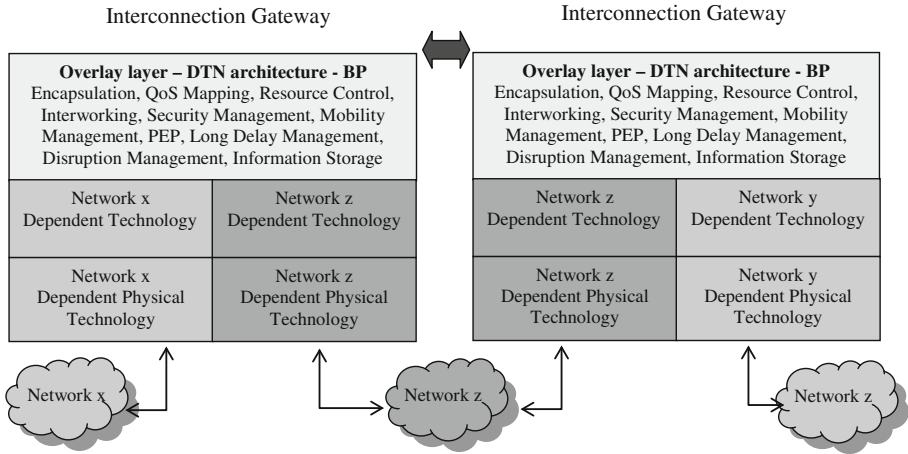 Interconnection Gateway
Overlay layer – DTN architecture - BP
Encapsulation, QoS Mapping, Resource Control,
Interworking, Security Management, Mobility
Management, PEP, Long Delay Management,
Disruption Management, Information Storage
Network x
Dependent Technology
Network z
Dependent Technology
Network x
Dependent Physical
Technology
Network z
Dependent Physical
Technology
Interconnection Gateway
Overlay layer – DTN architecture - BP
Encapsulation, QoS Mapping, Resource Control,
Interworking, Security Management, Mobility
Management, PEP, Long Delay Management,
Disruption Management, Information Storage
Network z
Dependent Technology
Network y
Dependent Technology
Network z
Dependent Physical
Technology
Network y
Dependent Physical
Technology
Network x
Network z
Network z